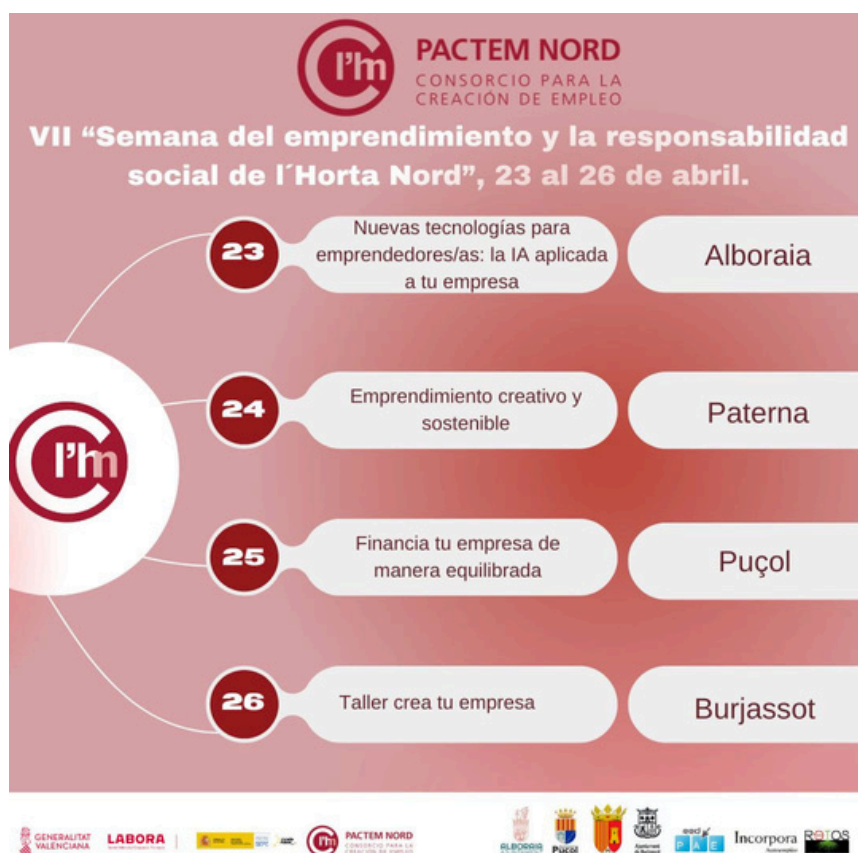 I'm
PACTEM NORD
CONSORCIO PARA LA
CREACIÓN DE EMPLEO
VII “Semana del emprendimiento y la responsabilidad
social de l´Horta Nord”, 23 al 26 de abril.
23
Nuevas tecnologías para
emprendedores/as: la IA aplicada
a tu empresa
Alboraia
24
Emprendimiento creativo y
sostenible
Paterna
I'm
25
Financia tu empresa de
manera equilibrada
Puçol
26
Taller crea tu empresa
Burjassot
GENERALITAT
VALENCIANA
LABORA
I'm
PACTEM NORD
CONSORCIO PARA LA
CREACIÓN DE EMPLEO
ALBORAIA
Puçol
PAE
Incorpora